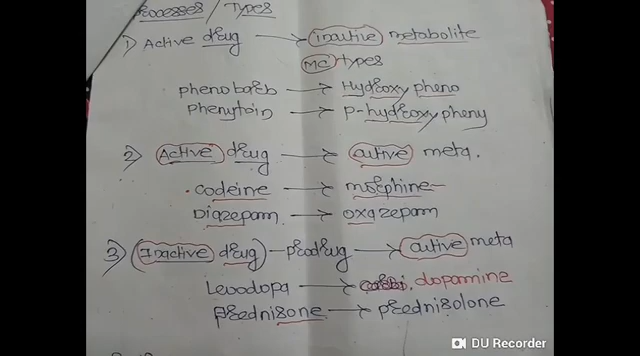 Processes / Types
1) Active drug → inactive metabolite
MC types
phenobarb → Hydroxy pheno
phenytoin → p-hydroxy pheny
2) Active drug → active meta.
codeine → morphine
Diazepam → oxazepam
3) (Inactive drug) - prodrug → active meta
Levodopa → dopamine
prednisone → prednisolone
DU Recorder